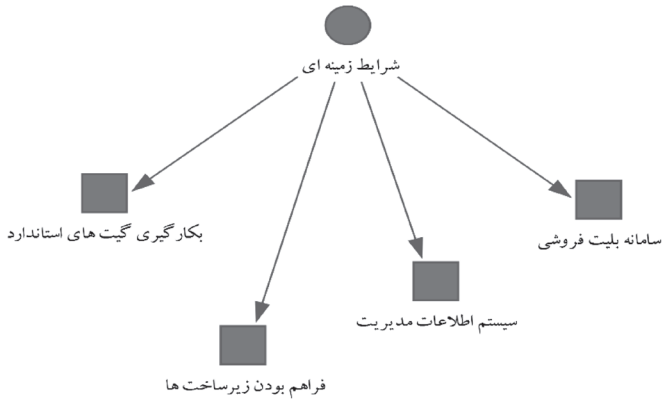 شرایط زمینه ای
بکارگیری گیت های استاندارد
سامانه بلیت فروشی
سیستم اطلاعات مدیریت
فراهم بودن زیرساخت ها